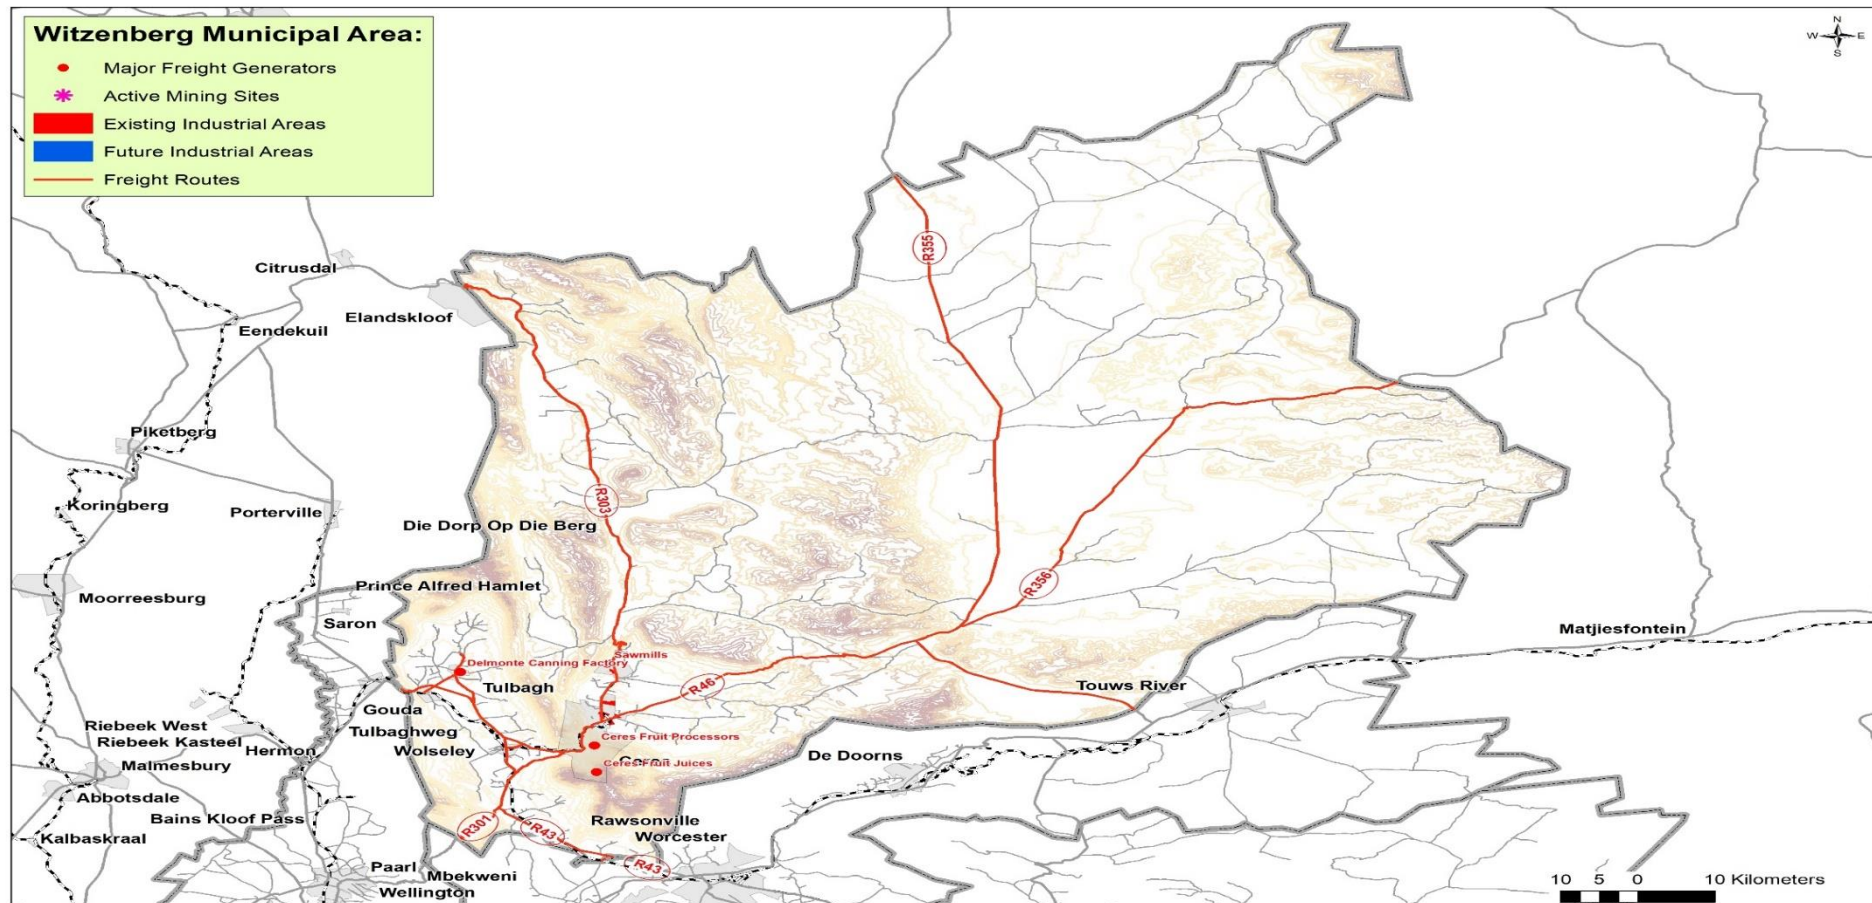 Witzenberg Municipal Area:
Major Freight Generators
Active Mining Sites
Existing Industrial Areas
Future Industrial Areas
Freight Routes
N
W E
S
R355
Citrusdal
Elandskloof
Eendekuil
Piketberg
Koringberg
Porterville
R303
Die Dorp Op Die Berg
Prince Alfred Hamlet
R356
Moorreesburg
Saron
Matjiesfontein
Sawmills
Delmonte Canning Factory
Tulbagh
R46
Touws River
Gouda
Riebeek West
Tulbaghweg
Riebeek Kasteel
Hermon
Wolseley
Ceres Fruit Processors
De Doorns
Malmesbury
Ceres Fruit Juices
Abbotsdale
Bains Kloof Pass
R301
R43
Rawsonville
Worcester
Kalbaskraal
Paarl
Mbekweni
R43
Wellington
10 5 0 10 Kilometers